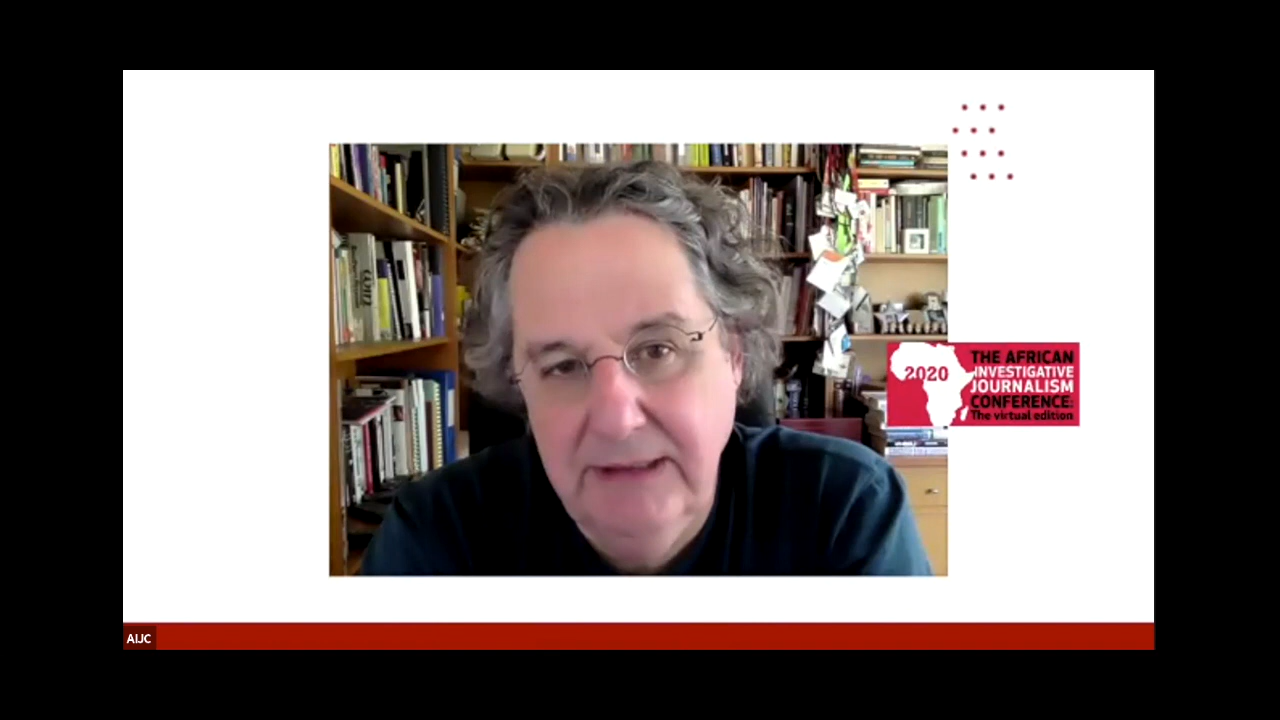 2020
THE AFRICAN
INVESTIGATIVE
JOURNALISM
CONFERENCE:
The virtual edition
AIJC